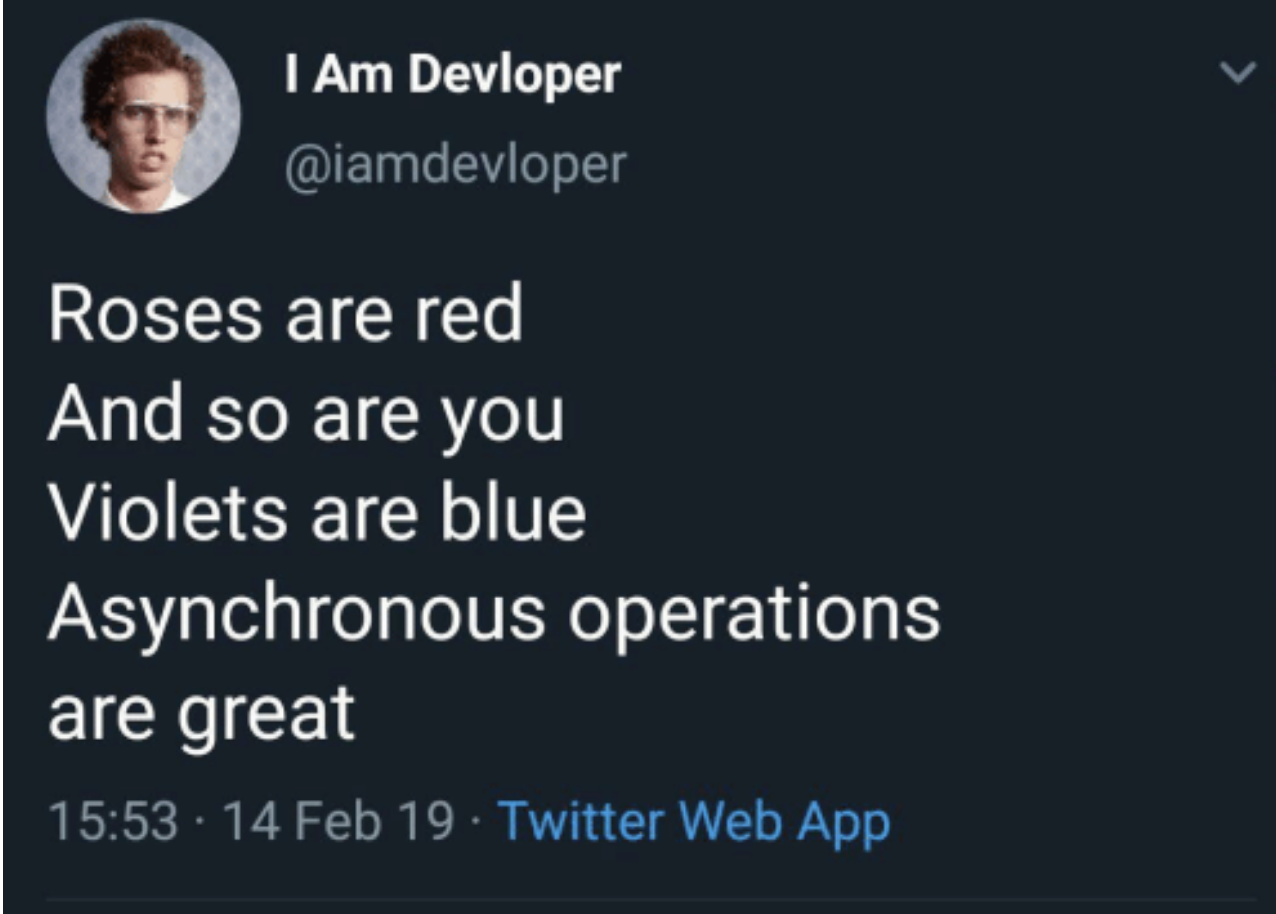 I Am Devloper
@iamdevloper
Roses are red
And so are you
Violets are blue
Asynchronous operations
are great
15:53 · 14 Feb 19 · Twitter Web App